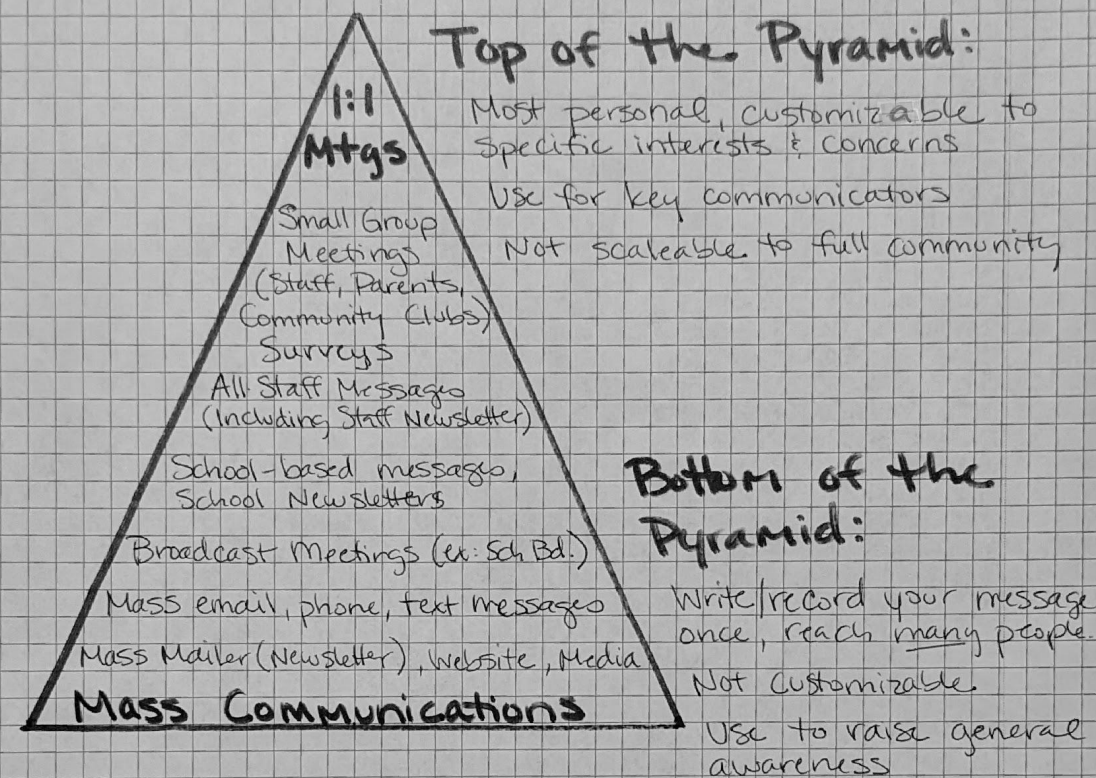 1:1
Mtgs
Small Group
Meetings
(Staff, Parents,
Community Clubs)
Surveys
All Staff Messages
(Including Staff Newsletter)
School-based messages,
School Newsletters
Broadcast Meetings (ex: Sch Bd.)
Mass email, phone, text messages
Mass Mailer (Newsletter), Website, Media
Mass Communications
Top of the Pyramid:
Most personal, customizable to
specific interests & concerns
Use for key communicators
Not scaleable to full community
Bottom of the
Pyramid:
Write/record your message
once, reach many people.
Not customizable
Use to raise general
awareness